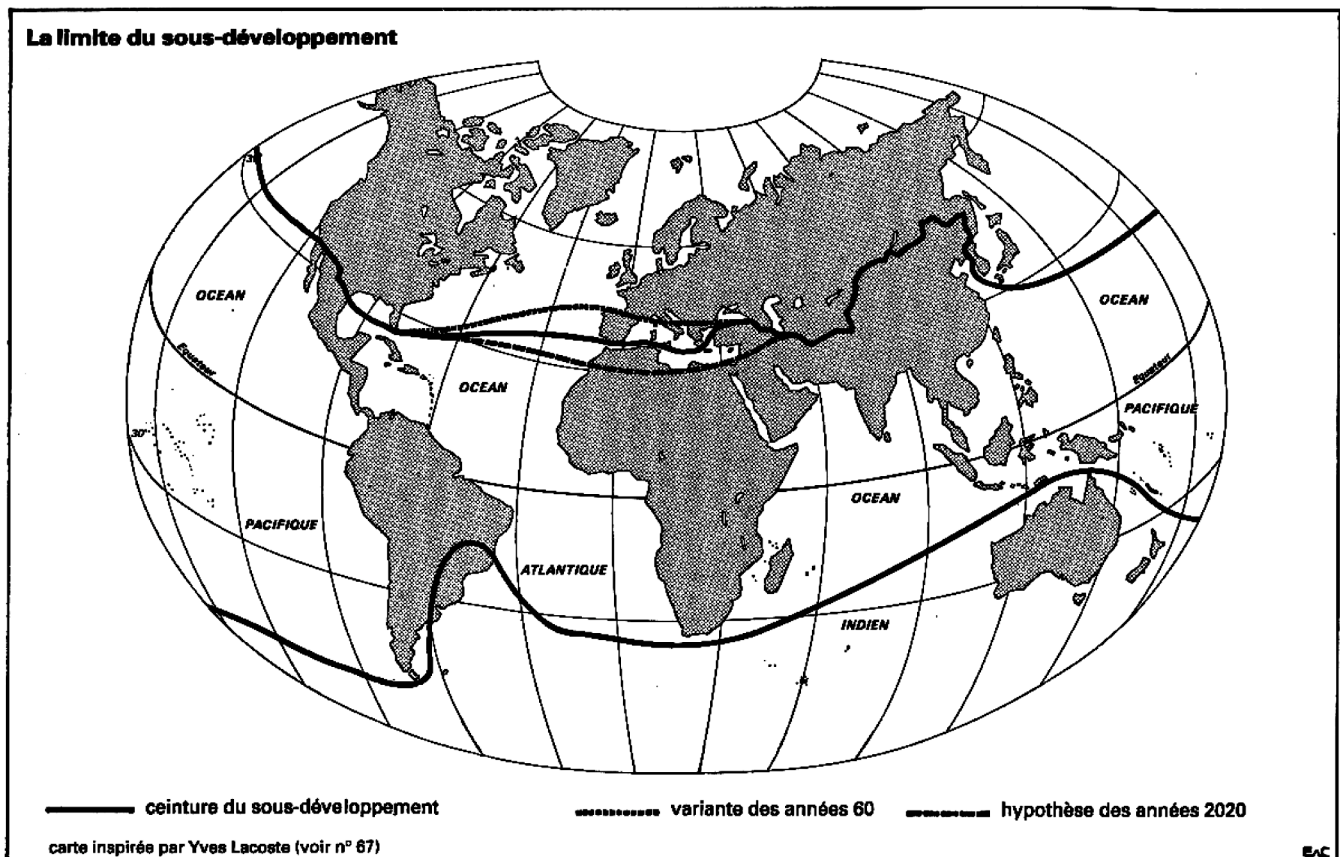 La limite du sous-développement
OCEAN
Equateur
30°
PACIFIQUE
OCEAN
ATLANTIQUE
OCEAN
INDIEN
OCEAN
Equateur
PACIFIQUE
ceinture du sous-développement
variante des années 60
hypothèse des années 2020
carte inspirée par Yves Lacoste (voir n° 67)